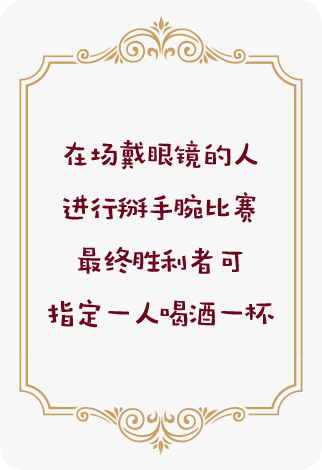 在场戴眼镜的人
进行掰手腕比赛
最终胜利者可
指定一人喝酒一杯